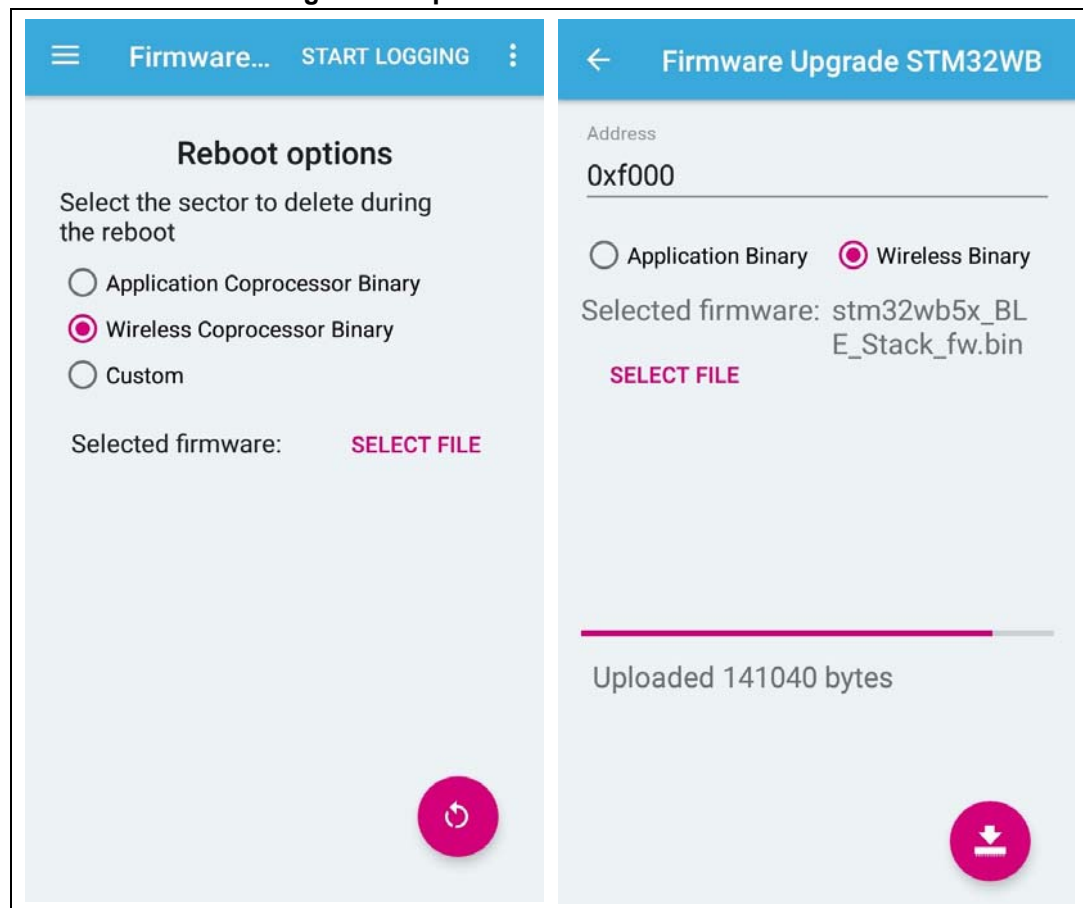 Firmware... START LOGGING
Reboot options
Select the sector to delete during
the reboot
Application Coprocessor Binary
Wireless Coprocessor Binary
Custom
Selected firmware: SELECT FILE
Firmware Upgrade STM32WB
Address
0xf000
Application Binary Wireless Binary
Selected firmware: stm32wb5x_BL
E_Stack_fw.bin
SELECT FILE
Uploaded 141040 bytes